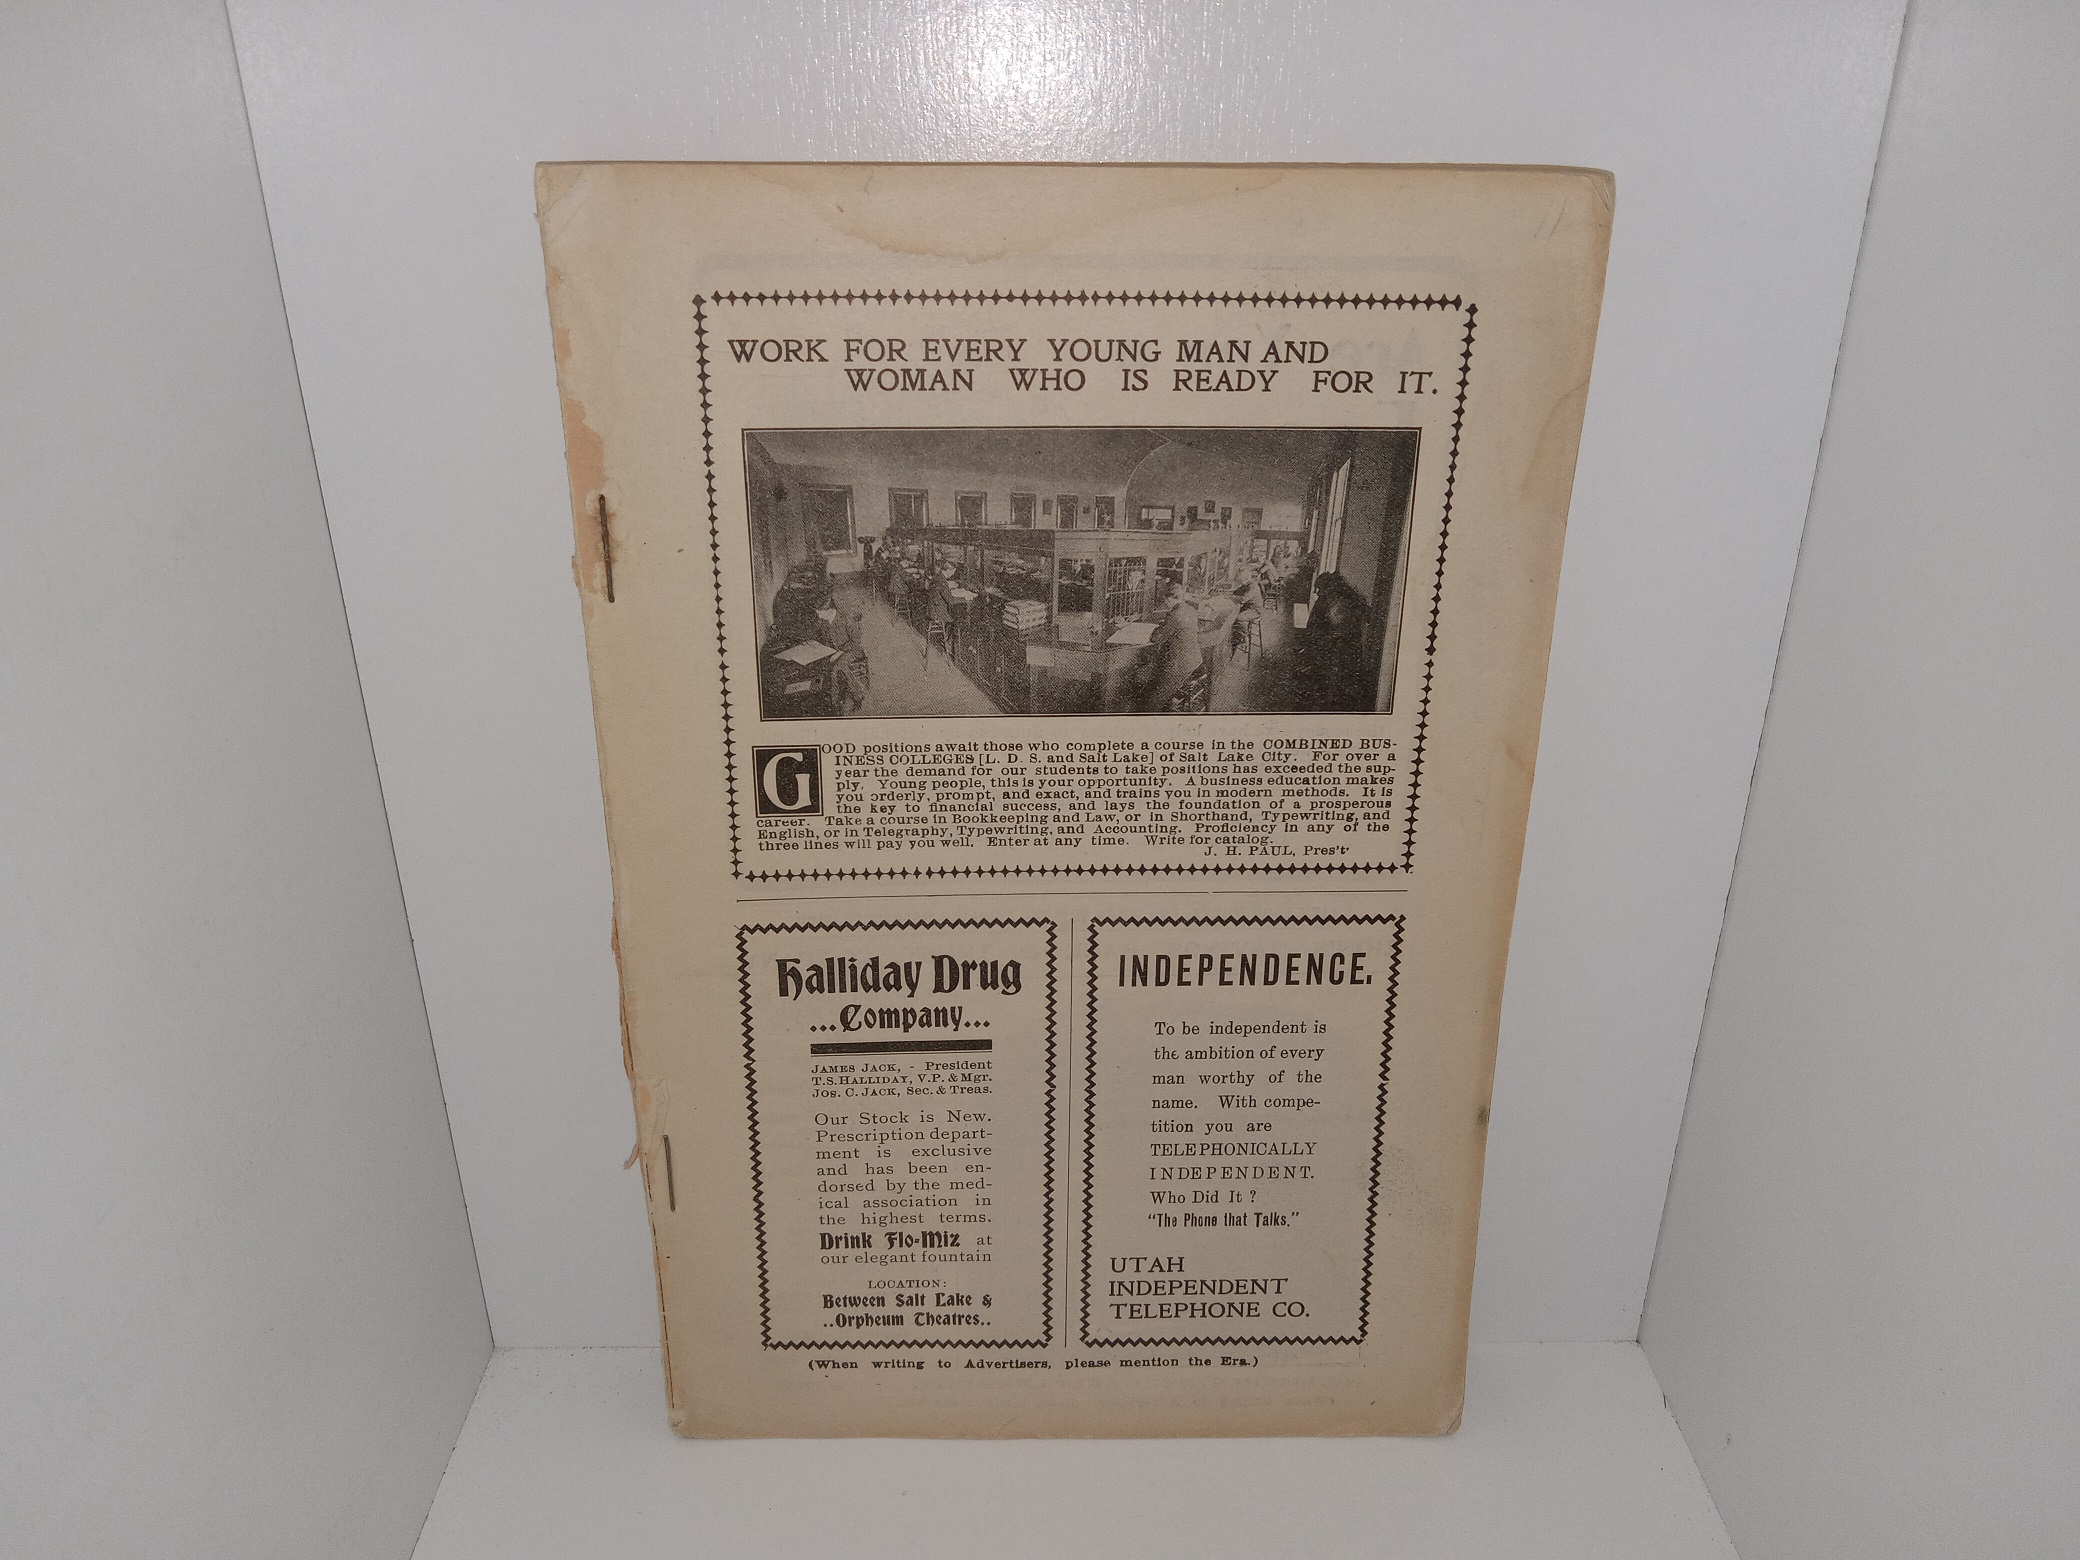 WORK FOR EVERY YOUNG MAN AND
WOMAN WHO IS READY FOR IT.
GOOD positions await those who complete a course in the COMBINED BUS-
INESS COLLEGES [L. D. S. and Salt Lake] of Salt Lake City. For over a
year the demand for our students to take positions has exceeded the sup-
ply. Young people, this is your opportunity. A business education makes
you orderly, prompt, and exact, and trains you in modern methods. It is
the key to financial success, and lays the foundation of a prosperous
career. Take a course in Bookkeeping and Law, or in Shorthand, Typewriting, and
English, or in Telegraphy, Typewriting, and Accounting. Proficiency in any of the
three lines will pay you well. Enter at any time. Write for catalog.
J. H. PAUL, Pres't
Halliday Drug
...Company...
JAMES JACK, - President
T.S. HALLIDAY, V.P. & Mgr.
JOS. C. JACK, Sec. & Treas.
Our Stock is New.
Prescription depart-
ment is exclusive
and has been en-
dorsed by the med-
ical association in
the highest terms.
Drink Flo-Miz at
our elegant fountain
LOCATION:
Between Salt Lake &
..Orpheum Theatres..
INDEPENDENCE.
To be independent is
the ambition of every
man worthy of the
name. With compe-
tition you are
TELEPHONICALLY
INDEPENDENT.
Who Did It?
"The Phone that Talks."
UTAH
INDEPENDENT
TELEPHONE CO.
(When writing to Advertisers, please mention the Era.)